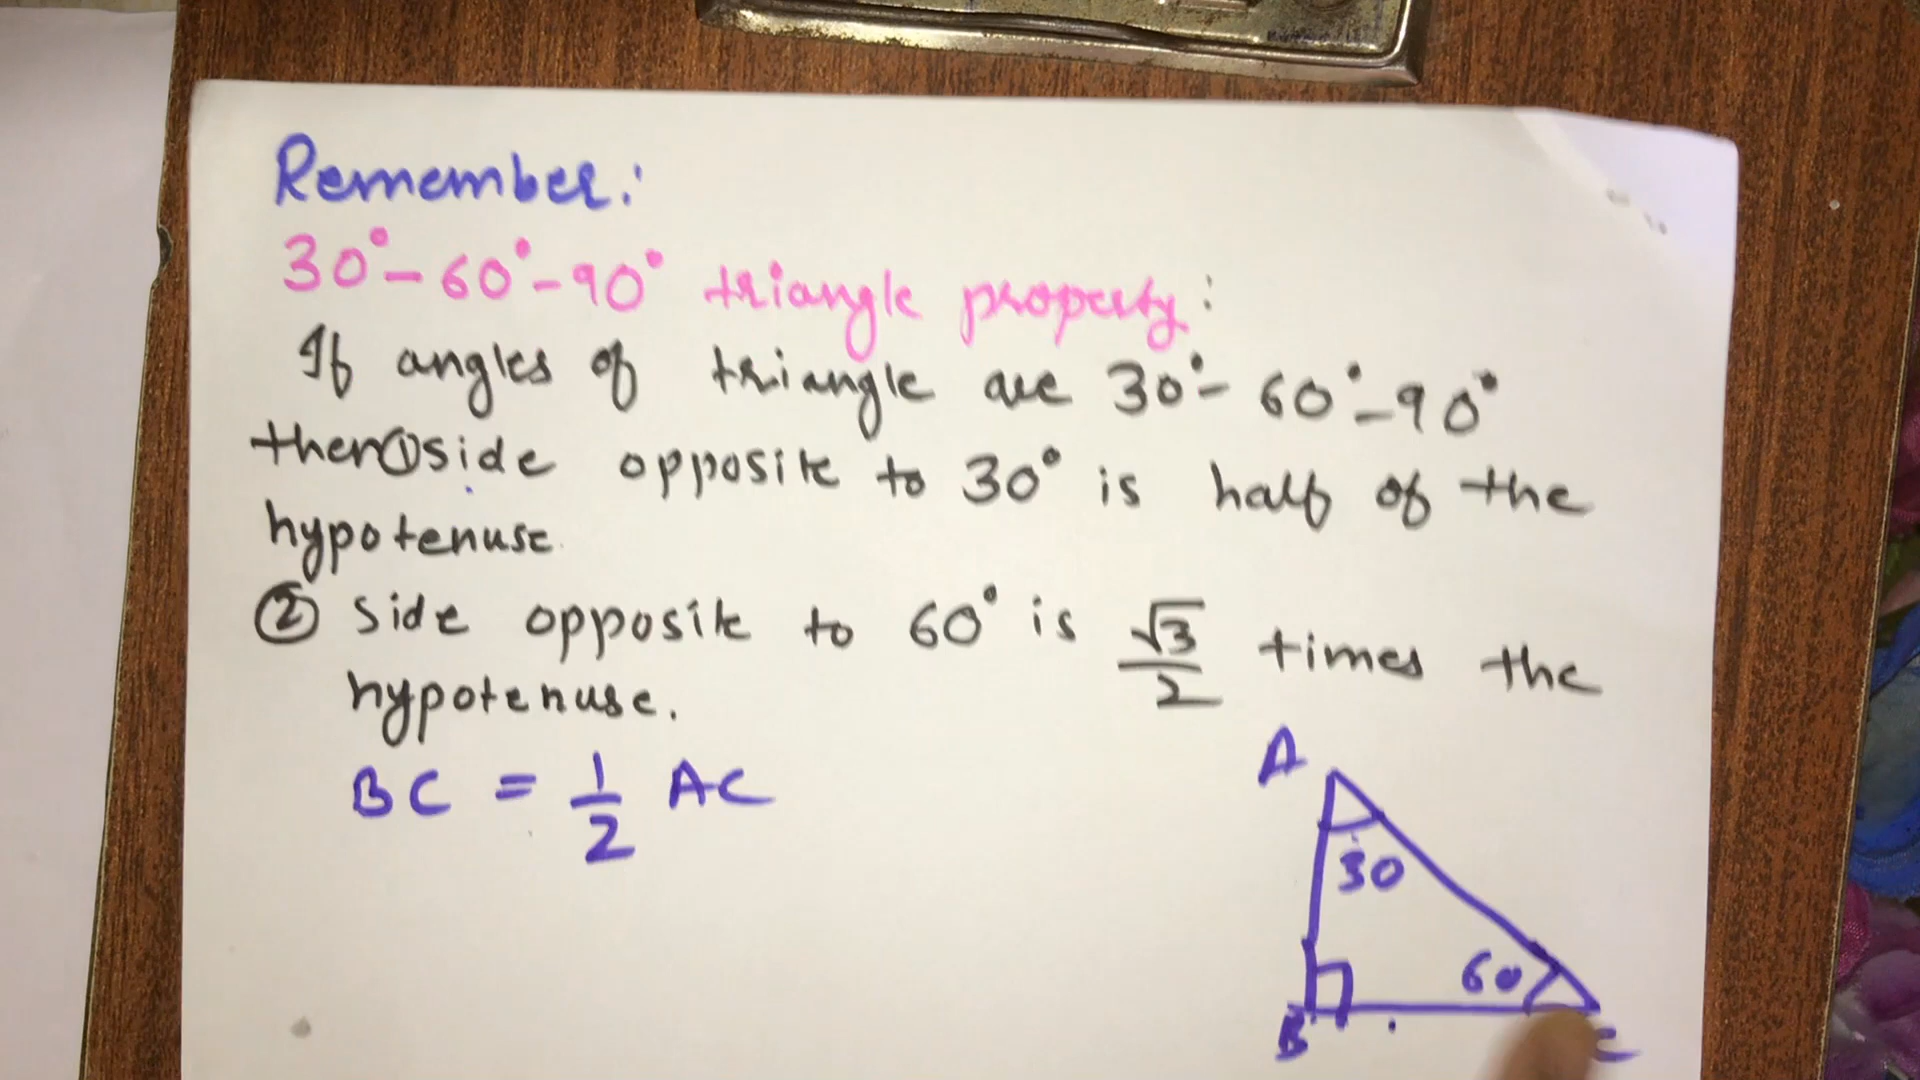 Remember:
30° - 60° - 90° triangle property:
If angles of triangle are 30° - 60° - 90°
then ① side opposite to 30° is half of the
hypotenuse
② side opposite to 60° is √3/2 times the
hypotenuse.
BC = 1/2 AC
A
30
60
B
C